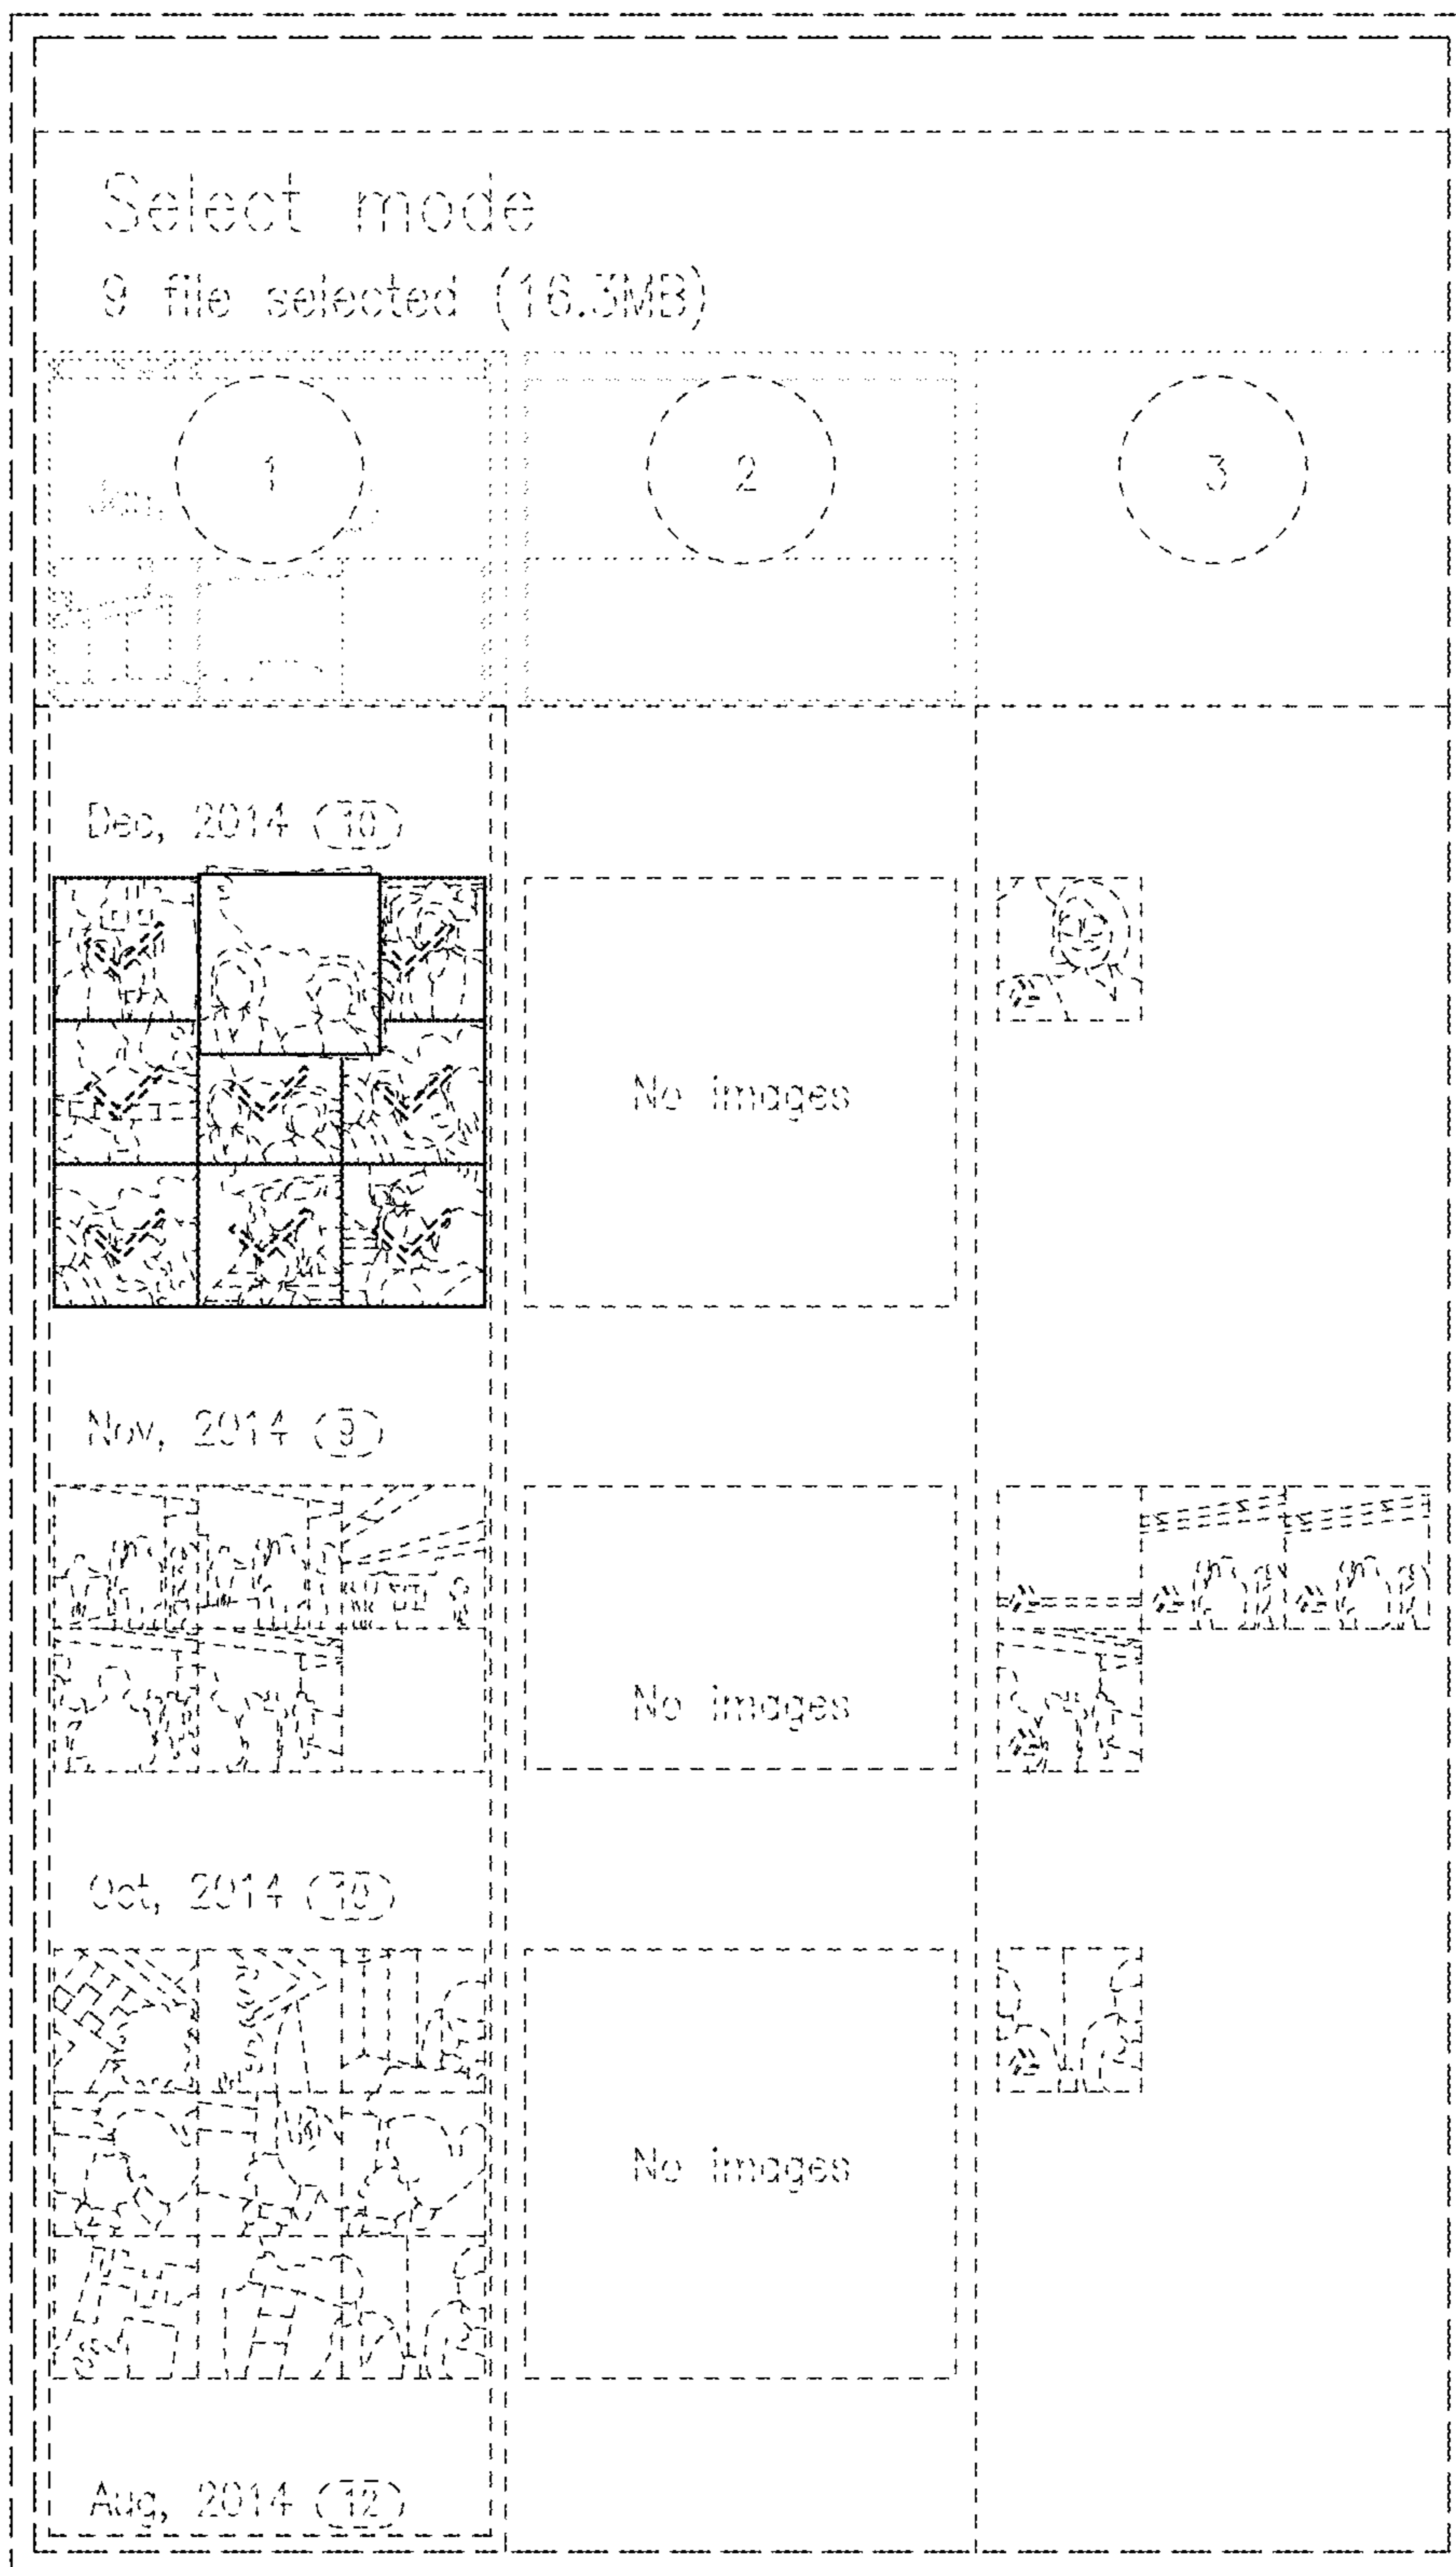 Select mode
9 file selected (16.3MB)
1
2
3
Dec, 2014 (10)
No images
Nov, 2014 (9)
No images
Oct, 2014 (10)
No images
Aug, 2014 (12)